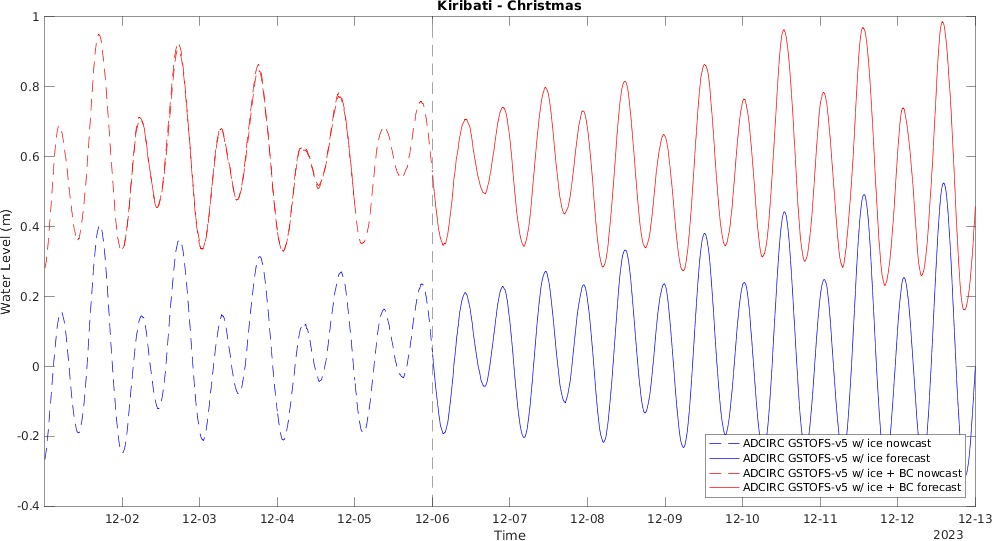 Kiribati - Christmas
Water Level (m)
1
0.8
0.6
0.4
0.2
0
-0.2
-0.4
ADCIRC GSTOFS-v5 w/ ice nowcast
ADCIRC GSTOFS-v5 w/ ice forecast
ADCIRC GSTOFS-v5 w/ ice + BC nowcast
ADCIRC GSTOFS-v5 w/ ice + BC forecast
12-02 12-03 12-04 12-05 12-06 12-07 12-08 12-09 12-10 12-11 12-12 12-13
Time
2023